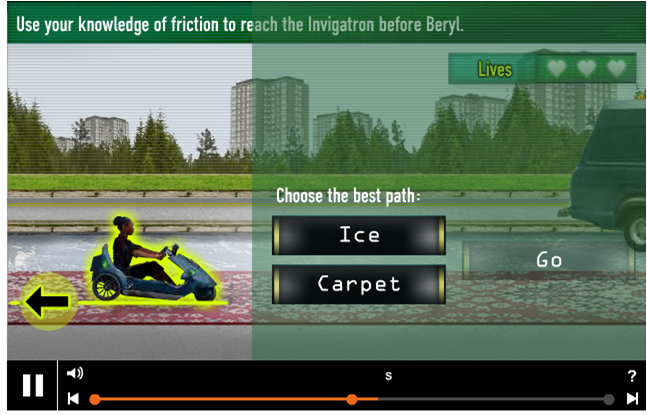 Use your knowledge of friction to reach the Invigatron before Beryl.
Lives
Choose the best path:
Ice
Go
Carpet
s
?